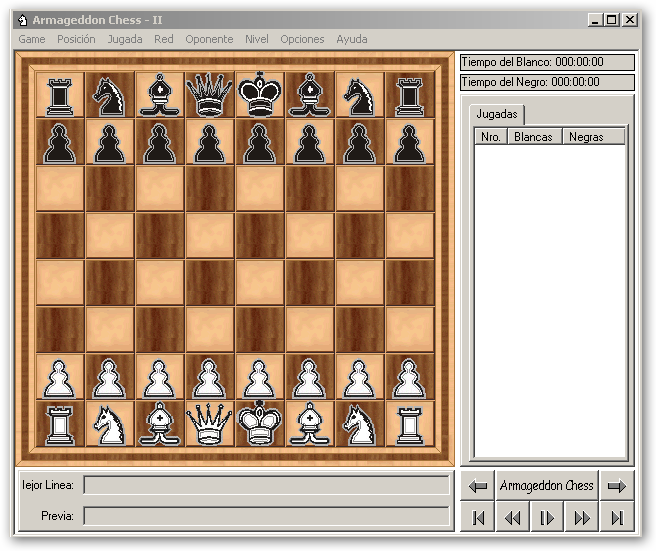 Armageddon Chess - II
Game Posición Jugada Red Oponente Nivel Opciones Ayuda
Tiempo del Blanco: 000:00:00
Tiempo del Negro: 000:00:00
Jugadas
Nro. Blancas Negras
lejor Linea:
Armageddon Chess
Previa: